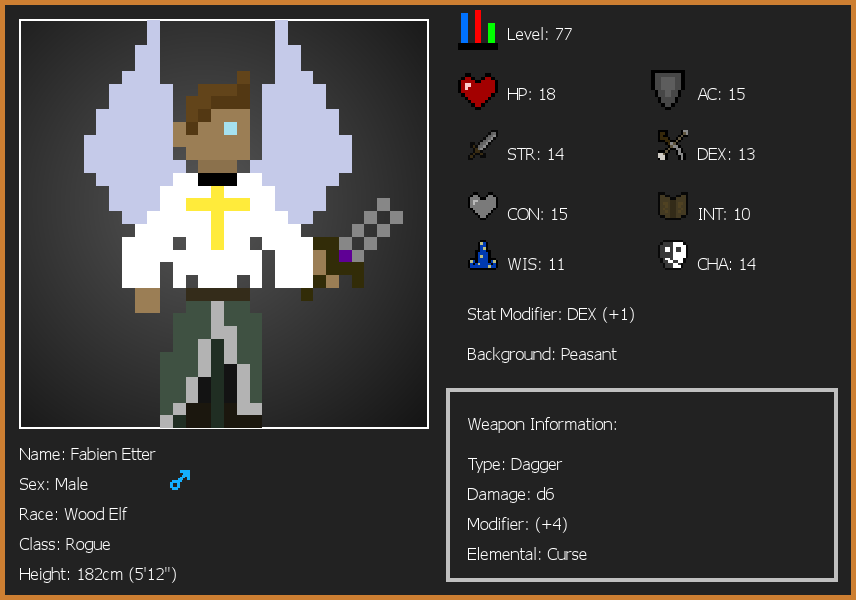 Level: 77
HP: 18
AC: 15
STR: 14
DEX: 13
CON: 15
INT: 10
WIS: 11
CHA: 14
Stat Modifier: DEX (+1)
Background: Peasant
Weapon Information:
Type: Dagger
Damage: d6
Modifier: (+4)
Elemental: Curse
Name: Fabien Etter
Sex: Male
Race: Wood Elf
Class: Rogue
Height: 182cm (5'12")